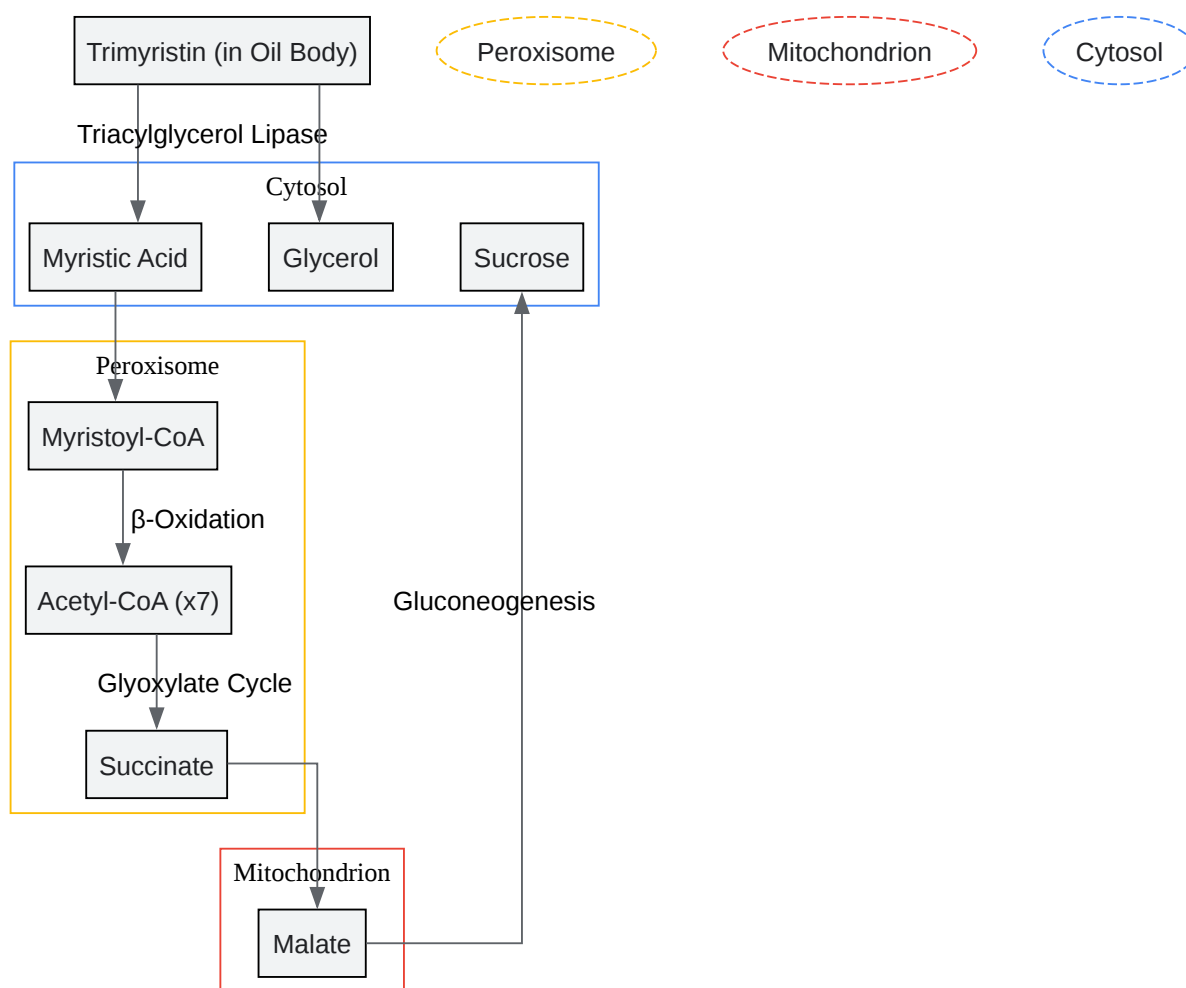 Trimyristin (in Oil Body)
Peroxisome
Mitochondrion
Cytosol
Triacylglycerol Lipase
Cytosol
Myristic Acid
Glycerol
Sucrose
Peroxisome
Myristoyl-CoA
β-Oxidation
Acetyl-CoA (x7)
Gluconeogenesis
Glyoxylate Cycle
Succinate
Mitochondrion
Malate